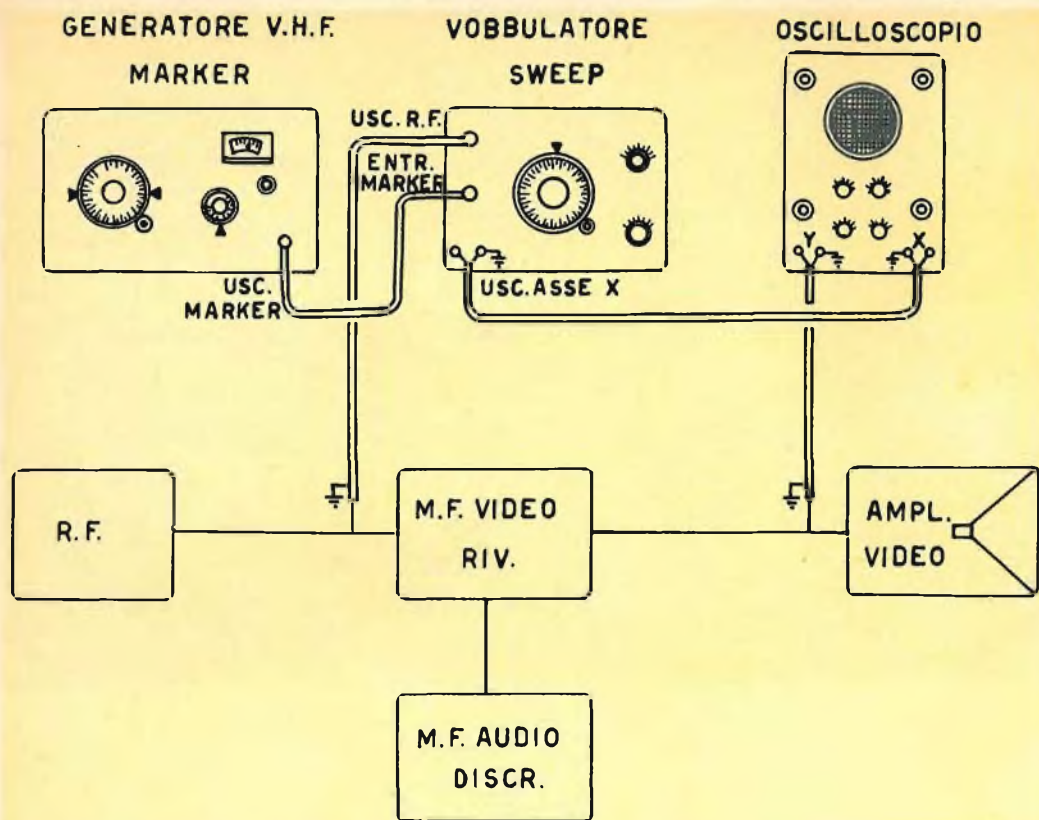 GENERATORE V.H.F.
MARKER
VOBBULATORE
SWEEP
OSCILLOSCOPIO
USC. R.F.
ENTR.
MARKER
USC.
MARKER
USC. ASSE X
Y
X
R.F.
M.F. VIDEO
RIV.
AMPL.
VIDEO
M.F. AUDIO
DISCR.